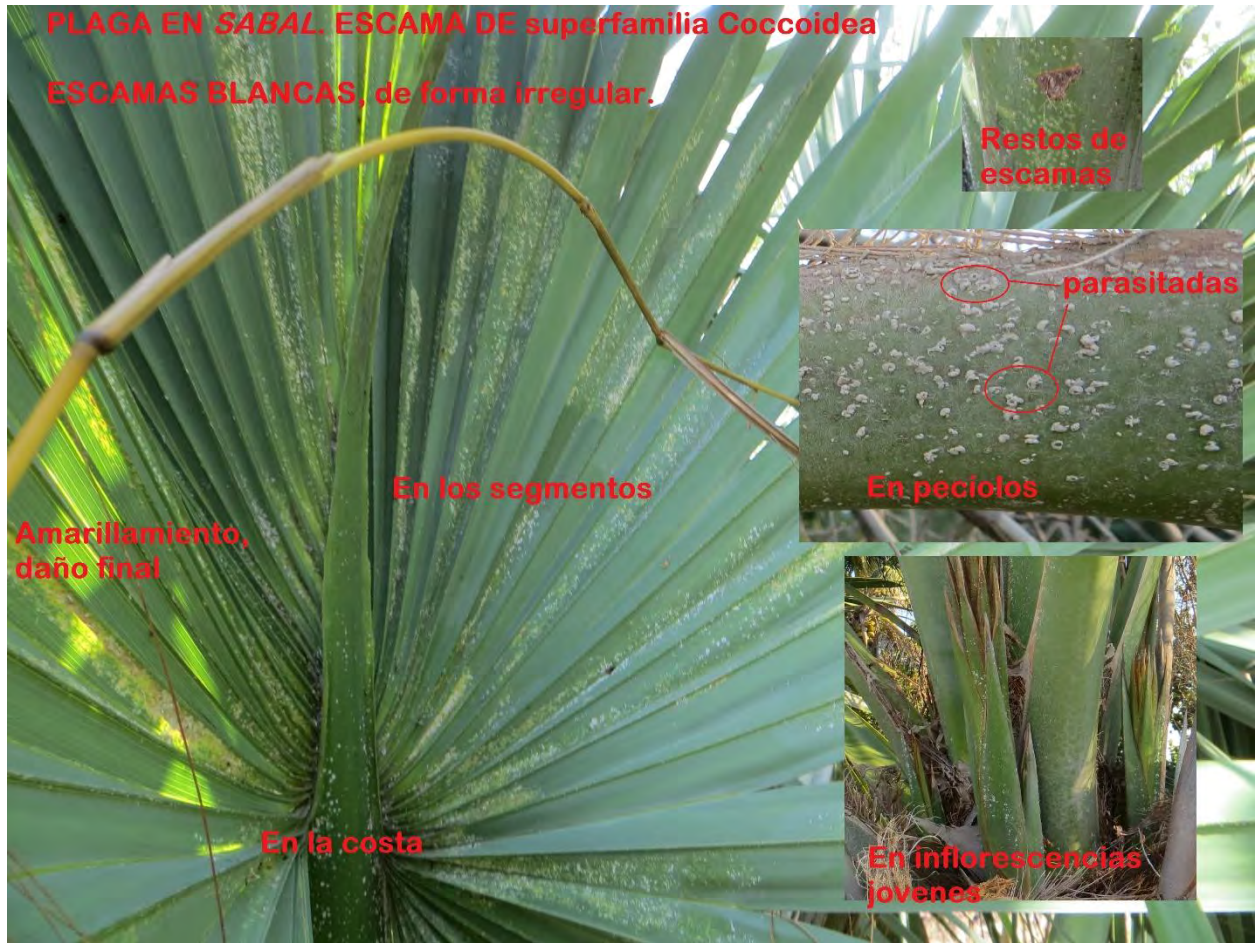 PLAGA EN SABAL. ESCAMA DE superfamilia Coccoidea
ESCAMAS BLANCAS, de forma irregular.
Restos de
escamas
parasitadas
En los segmentos
En pecíolos
Amarillamiento,
daño final
En la costa
En inflorescencias
jovenes